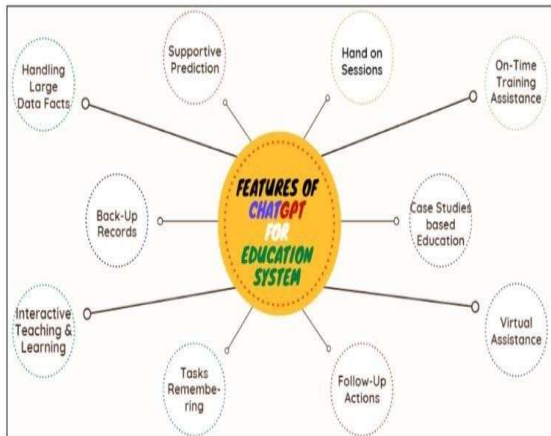 Supportive
Prediction
Hand on
Sessions
Handling
Large
Data Facts
On-Time
Training
Assistance
FEATURES OF
CHATGPT
FOR
EDUCATION
SYSTEM
Back-Up
Records
Case Studies
based
Education
Interactive
Teaching &
Learning
Virtual
Assistance
Tasks
Remembe-
ring
Follow-Up
Actions